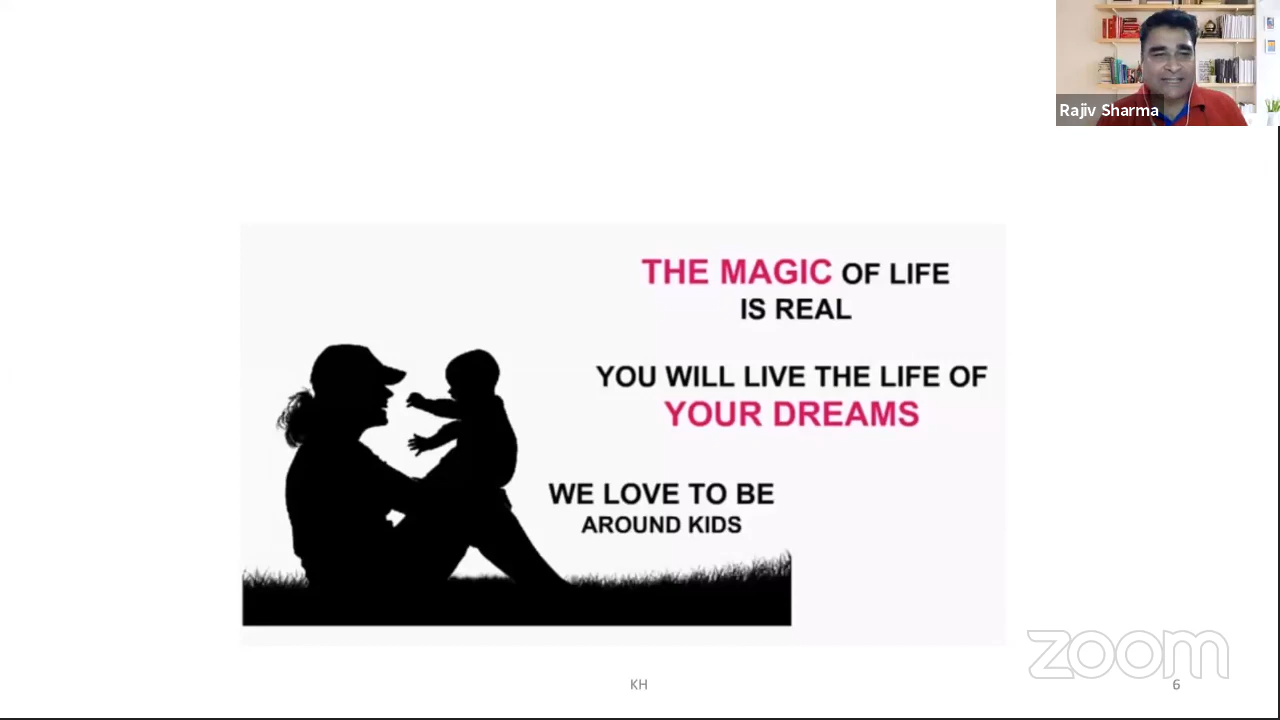 Rajiv Sharma
THE MAGIC OF LIFE
IS REAL
YOU WILL LIVE THE LIFE OF
YOUR DREAMS
WE LOVE TO BE
AROUND KIDS
zoom
KH
6